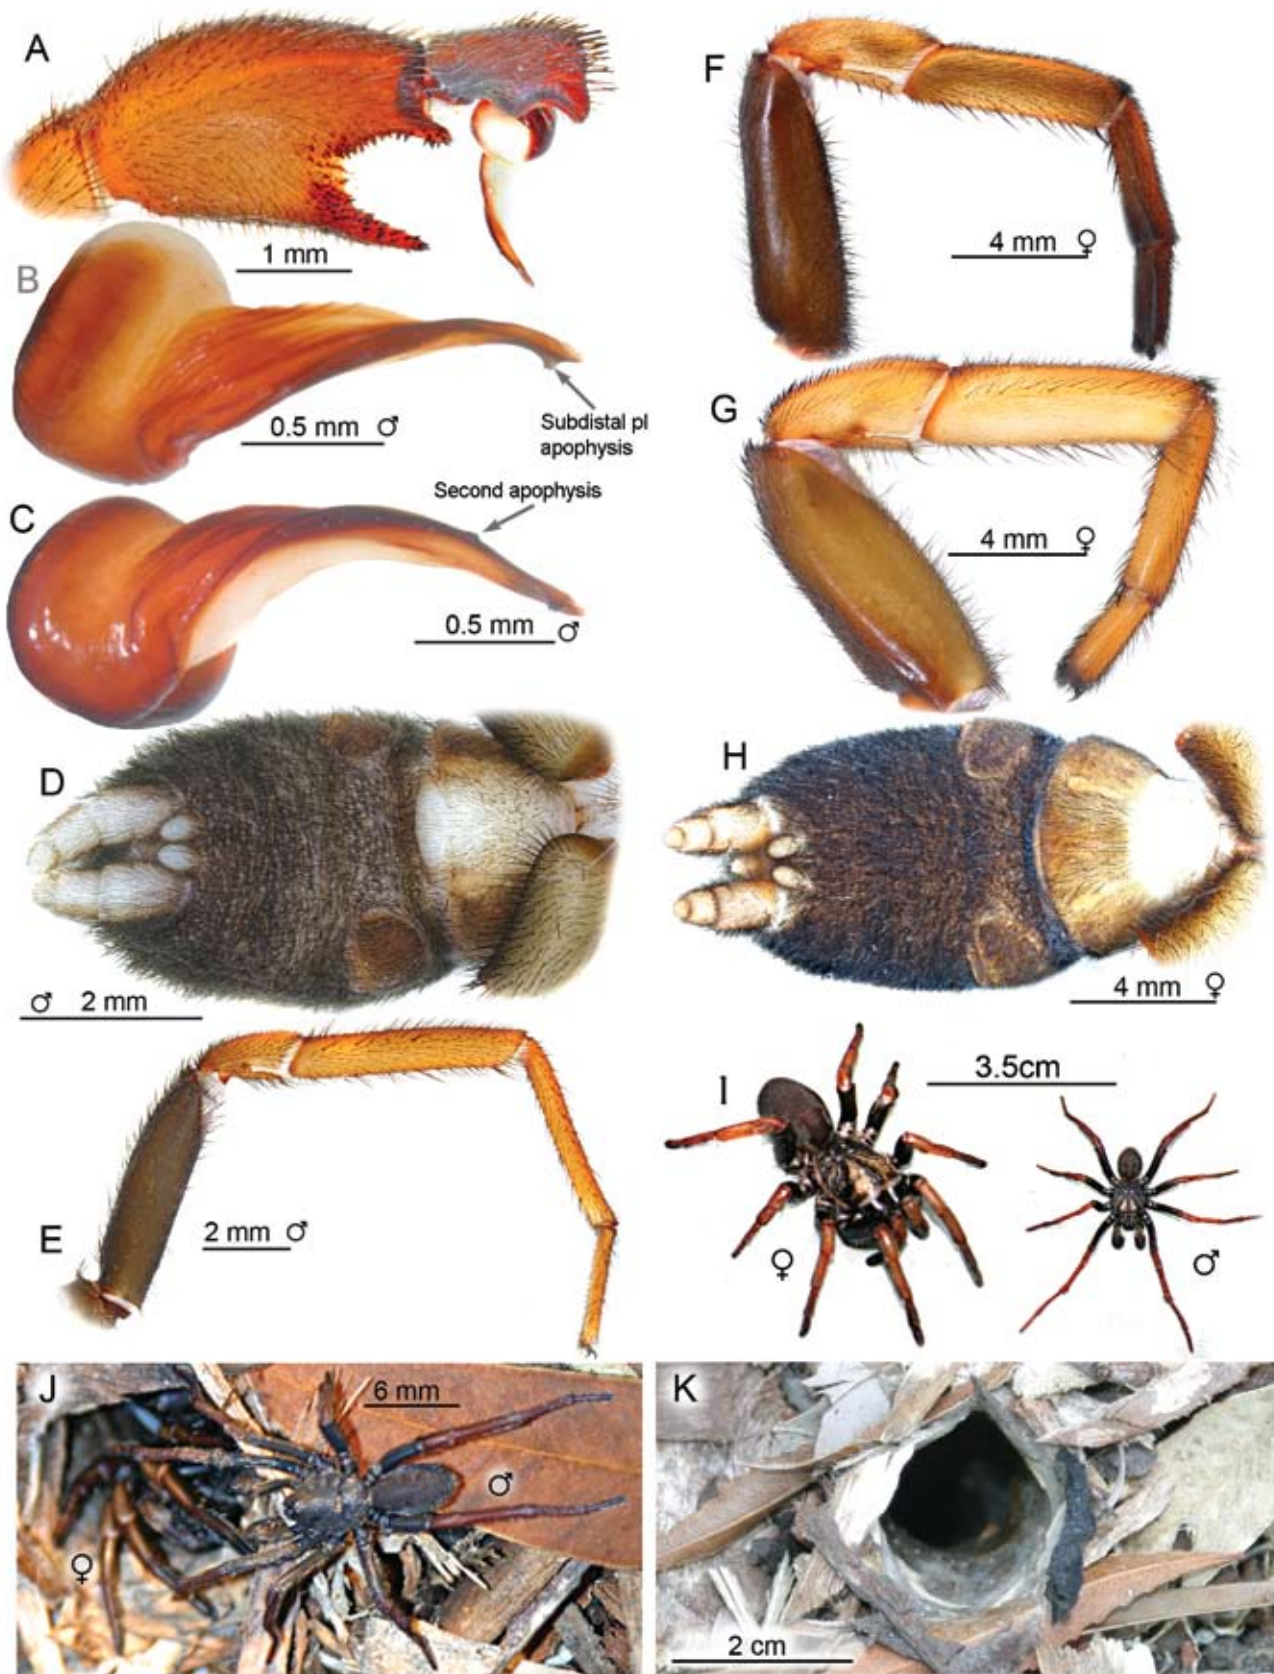 A
1 mm
B
0.5 mm ♂
Subdistal pl
apophysis
C
Second apophysis
0.5 mm ♂
D
♂ 2 mm
E
2 mm ♂
F
4 mm ♀
G
4 mm ♀
H
4 mm ♀
I
3.5cm
♀
♂
J
6 mm
♂
♀
K
2 cm